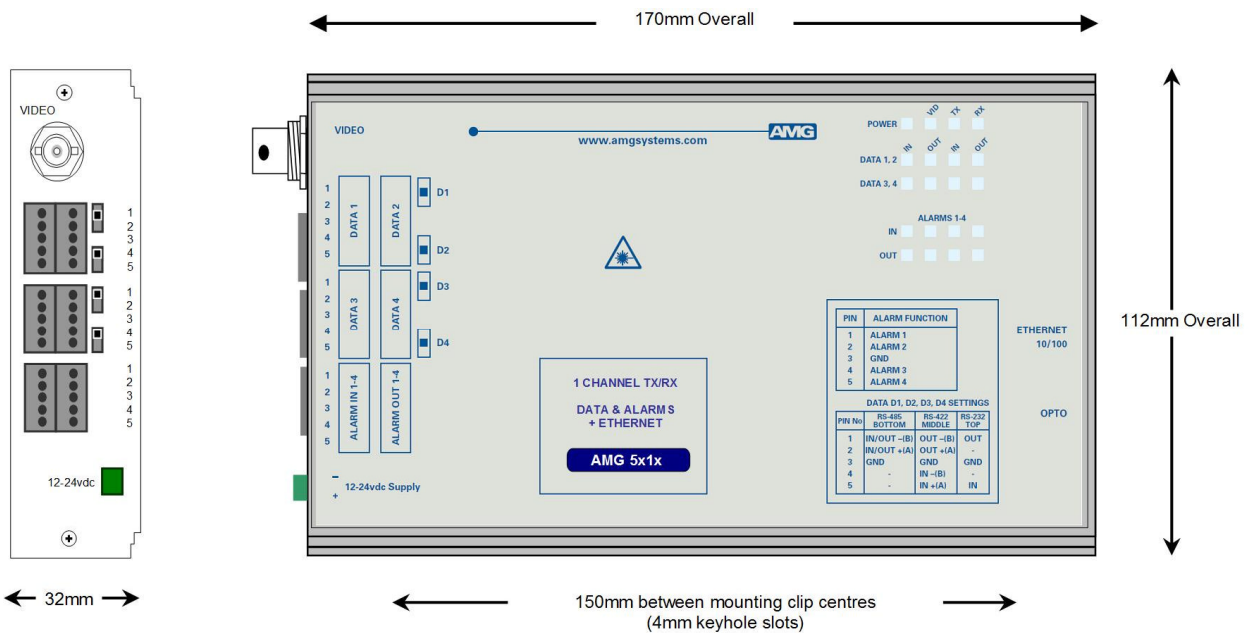 170mm Overall
VIDEO
1
2
3
4
5
1
2
3
4
5
1
2
3
4
5
12-24vdc
32mm
VIDEO
www.amgsystems.com
AMG
POWER VID TX RX
IN OUT IN OUT
DATA 1, 2
DATA 3, 4
ALARMS 1-4
IN
OUT
1
2
3
4
5
DATA 1
DATA 2
D1
D2
1
2
3
4
5
DATA 3
DATA 4
D3
D4
1
2
3
4
5
ALARM IN 1-4
ALARM OUT 1-4
– 
+ 12-24vdc Supply
1 CHANNEL TX/RX
DATA & ALARMS
+ ETHERNET
AMG 5x1x
PIN ALARM FUNCTION
1 ALARM 1
2 ALARM 2
3 GND
4 ALARM 3
5 ALARM 4
DATA D1, D2, D3, D4 SETTINGS
PIN No RS-485 BOTTOM RS-422 MIDDLE RS-232 TOP
1 IN/OUT –(B) OUT –(B) OUT
2 IN/OUT +(A) OUT +(A) -
3 GND GND GND
4 - IN –(B) -
5 - IN +(A) IN
ETHERNET
10/100
OPTO
112mm Overall
150mm between mounting clip centres
(4mm keyhole slots)